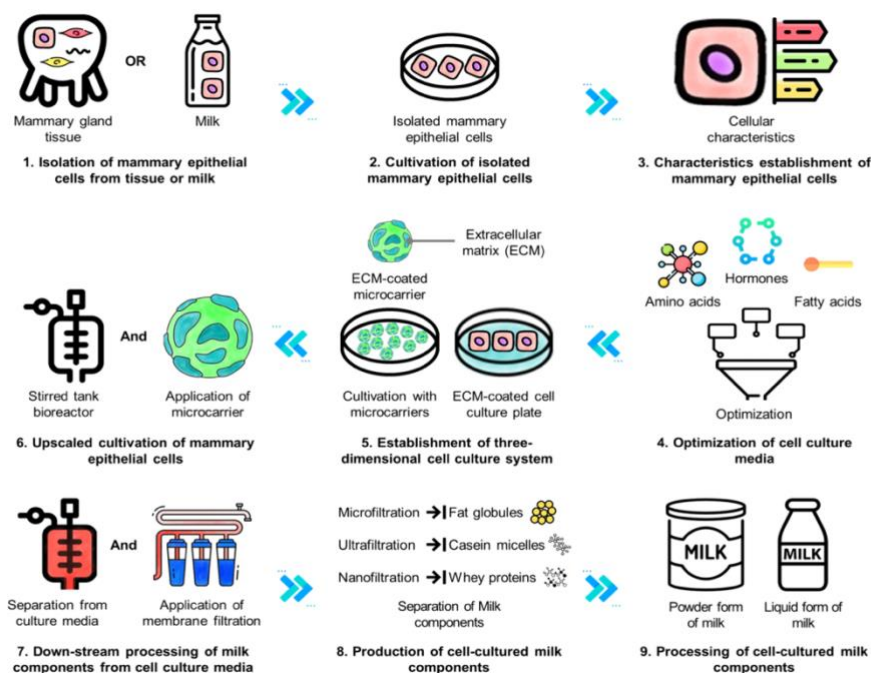 OR
Mammary gland
tissue
Milk
1. Isolation of mammary epithelial
cells from tissue or milk
Isolated mammary
epithelial cells
2. Cultivation of isolated
mammary epithelial cells
Cellular
characteristics
3. Characteristics establishment of
mammary epithelial cells
Amino acids
Hormones
Fatty acids
Optimization
4. Optimization of cell culture
media
Extracellular
matrix (ECM)
ECM-coated
microcarrier
Cultivation with
microcarriers
ECM-coated cell
culture plate
5. Establishment of three-
dimensional cell culture system
And
Stirred tank
bioreactor
Application of
microcarrier
6. Upscaled cultivation of mammary
epithelial cells
And
Separation from
culture media
Application of
membrane filtration
7. Down-stream processing of milk
components from cell culture media
Microfiltration
Fat globules
Ultrafiltration
Casein micelles
Nanofiltration
Whey proteins
Separation of Milk
components
8. Production of cell-cultured milk
components
MILK
MILK
Powder form
of milk
Liquid form of
milk
9. Processing of cell-cultured milk
components